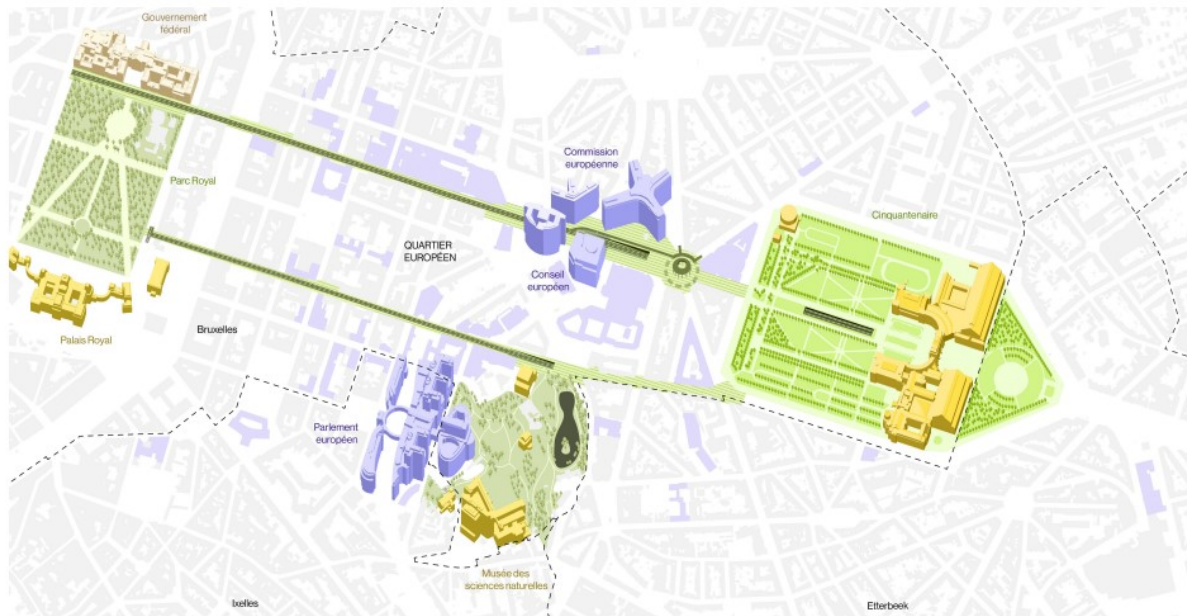 Gouvernement
fédéral
Commission
européenne
Parc Royal
Cinquantenaire
QUARTIER
EUROPÉEN
Conseil
européen
Bruxelles
Palais Royal
Parlement
européen
Musée des
sciences naturelles
Ixelles
Etterbeek